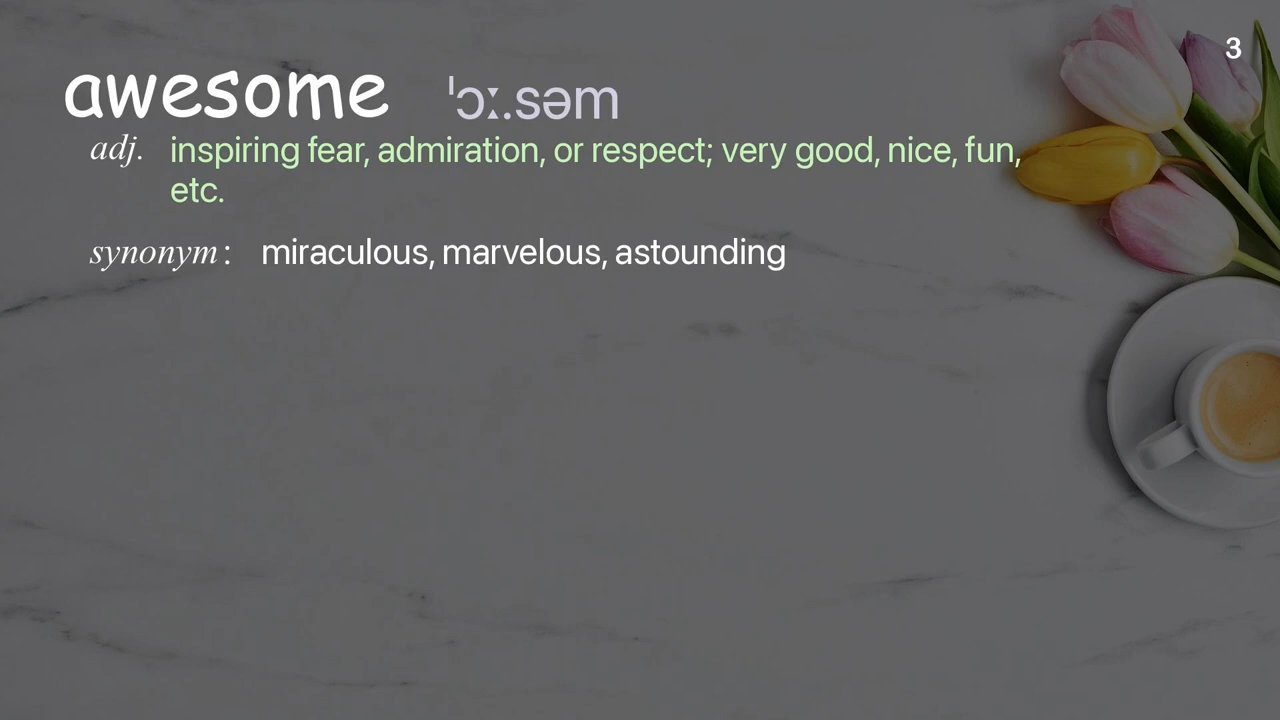 3
awesome ˈɔː.səm
adj. inspiring fear, admiration, or respect; very good, nice, fun,
etc.
synonym : miraculous, marvelous, astounding